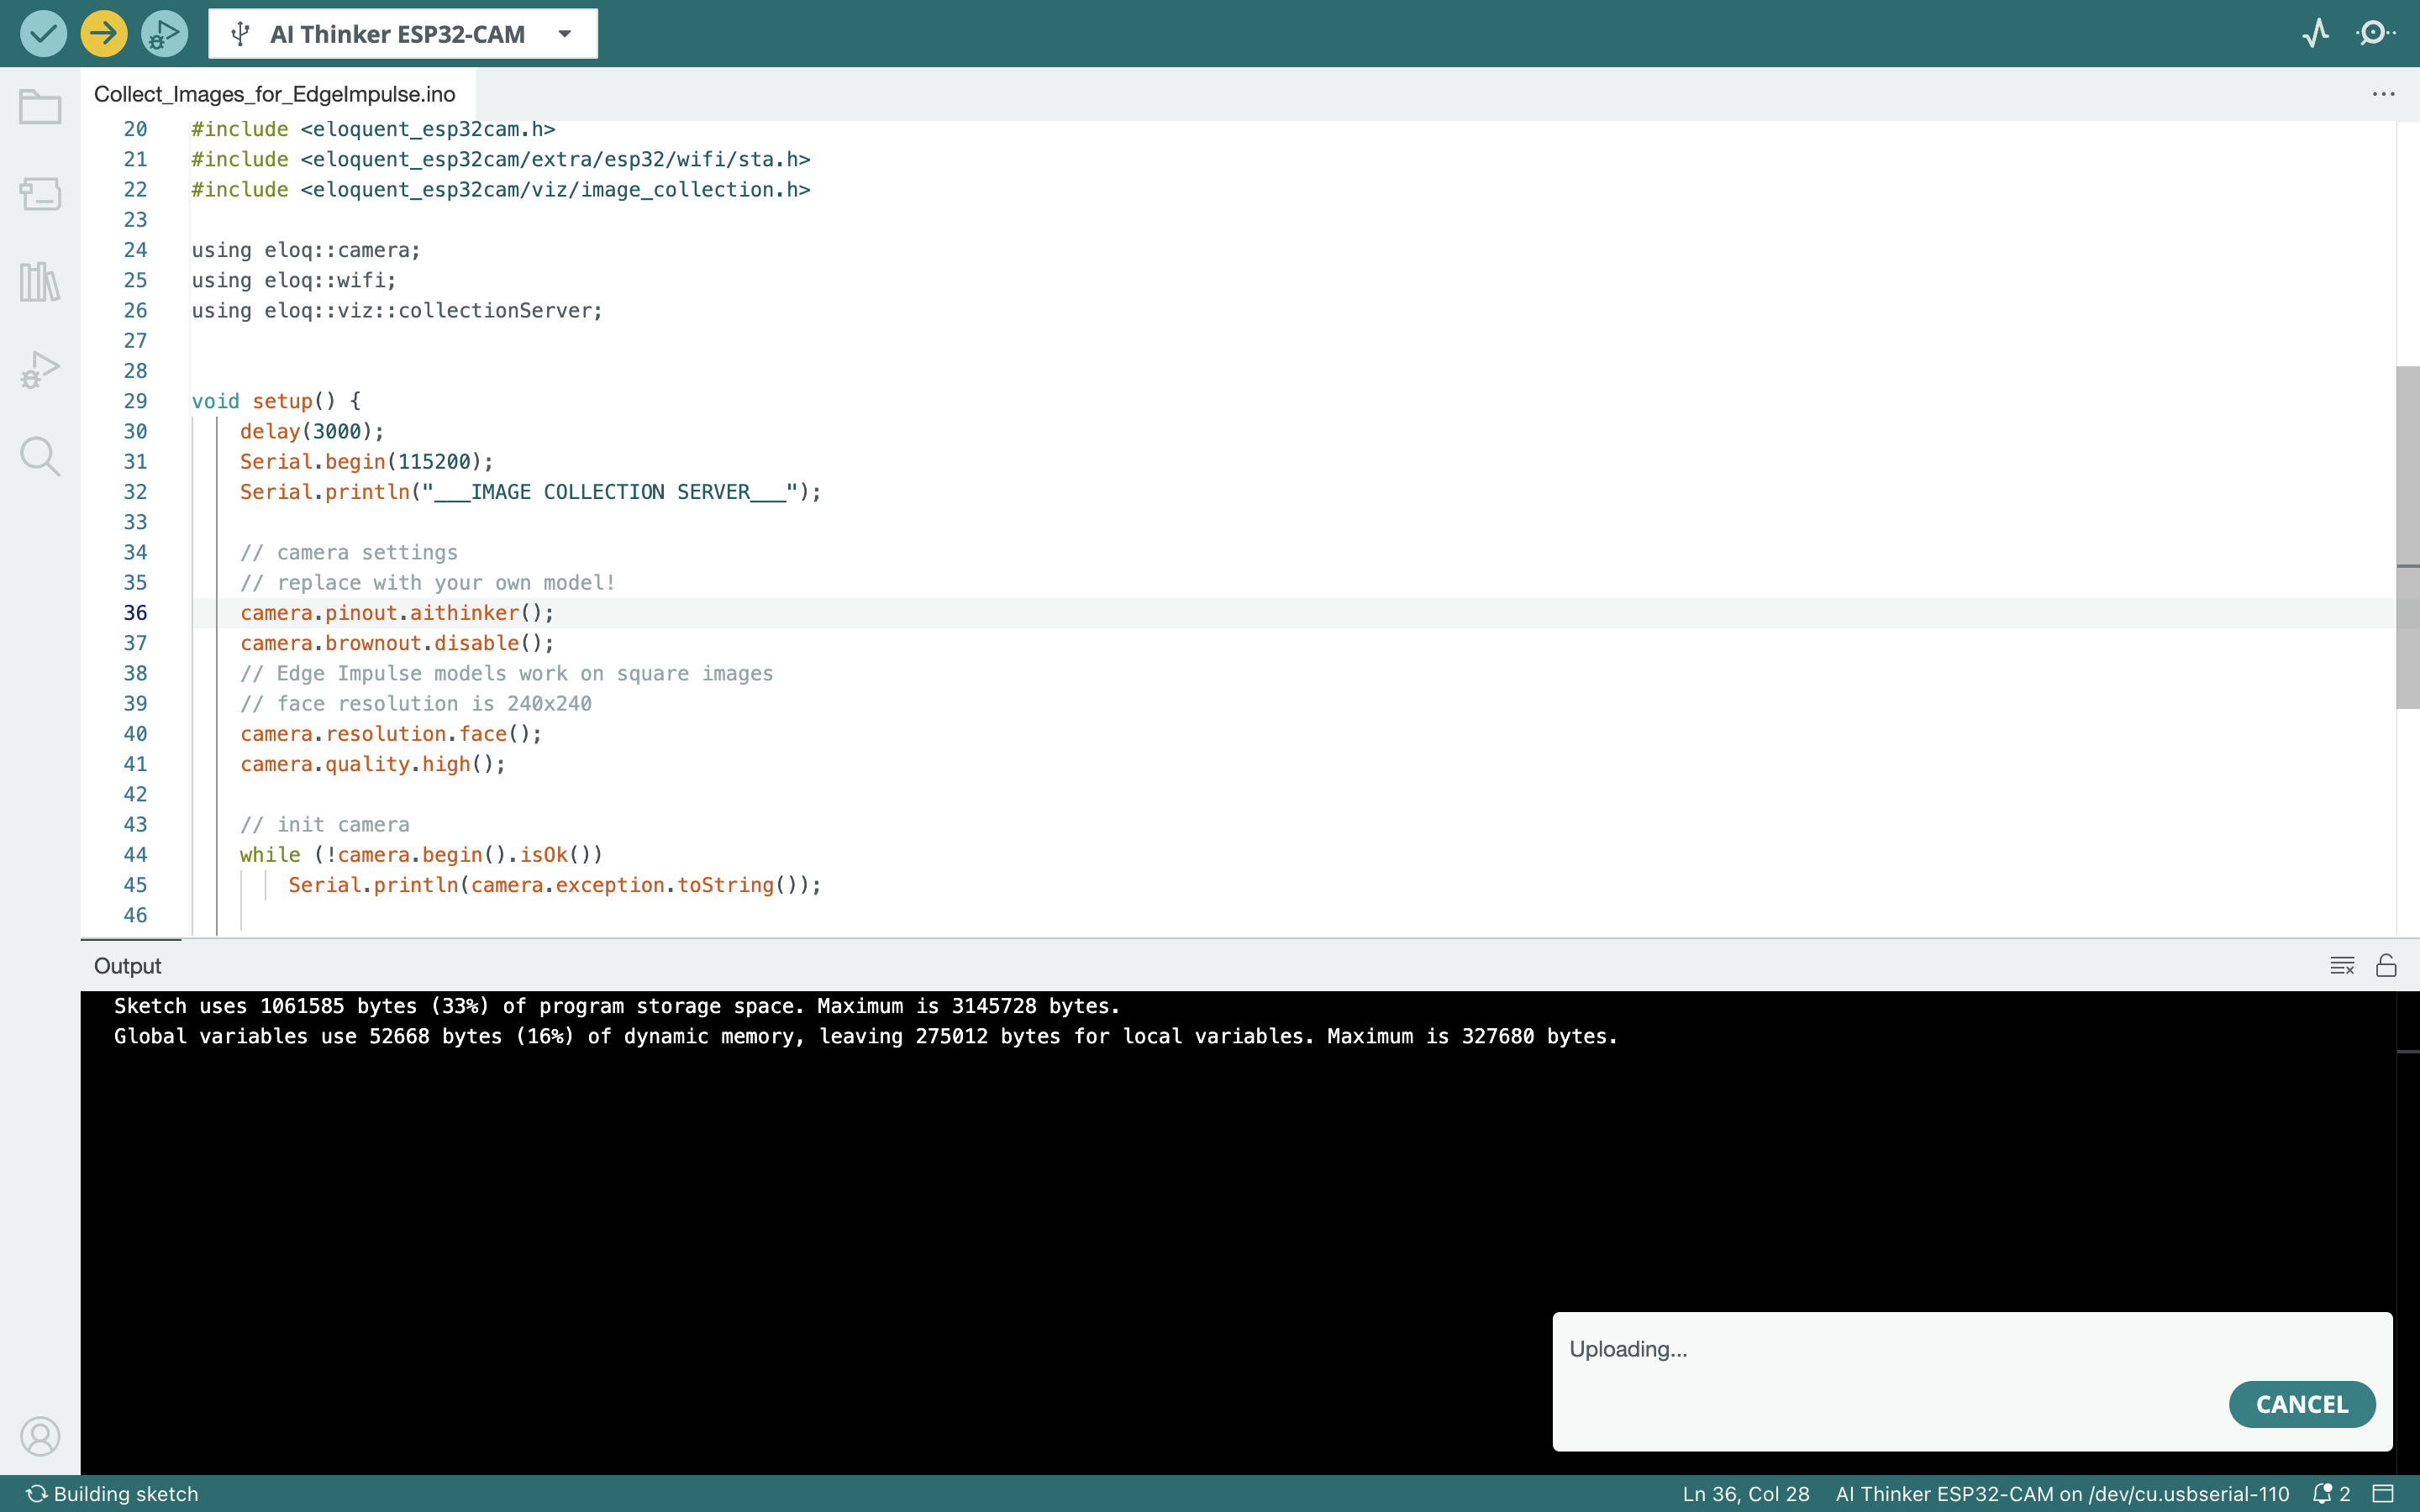 AI Thinker ESP32-CAM
Collect_Images_for_EdgeImpulse.ino
20 #include <eloquent_esp32cam.h>
21 #include <eloquent_esp32cam/extra/esp32/wifi/sta.h>
22 #include <eloquent_esp32cam/viz/image_collection.h>
23
24 using eloq::camera;
25 using eloq::wifi;
26 using eloq::viz::collectionServer;
27
28
29 void setup() {
30 delay(3000);
31 Serial.begin(115200);
32 Serial.println("___IMAGE COLLECTION SERVER___");
33
34 // camera settings
35 // replace with your own model!
36 camera.pinout.aithinker();
37 camera.brownout.disable();
38 // Edge Impulse models work on square images
39 // face resolution is 240x240
40 camera.resolution.face();
41 camera.quality.high();
42
43 // init camera
44 while (!camera.begin().isOk())
45 Serial.println(camera.exception.toString());
46
Output
Sketch uses 1061585 bytes (33%) of program storage space. Maximum is 3145728 bytes.
Global variables use 52668 bytes (16%) of dynamic memory, leaving 275012 bytes for local variables. Maximum is 327680 bytes.
Uploading...
CANCEL
Building sketch
Ln 36, Col 28 AI Thinker ESP32-CAM on /dev/cu.usbserial-110 2